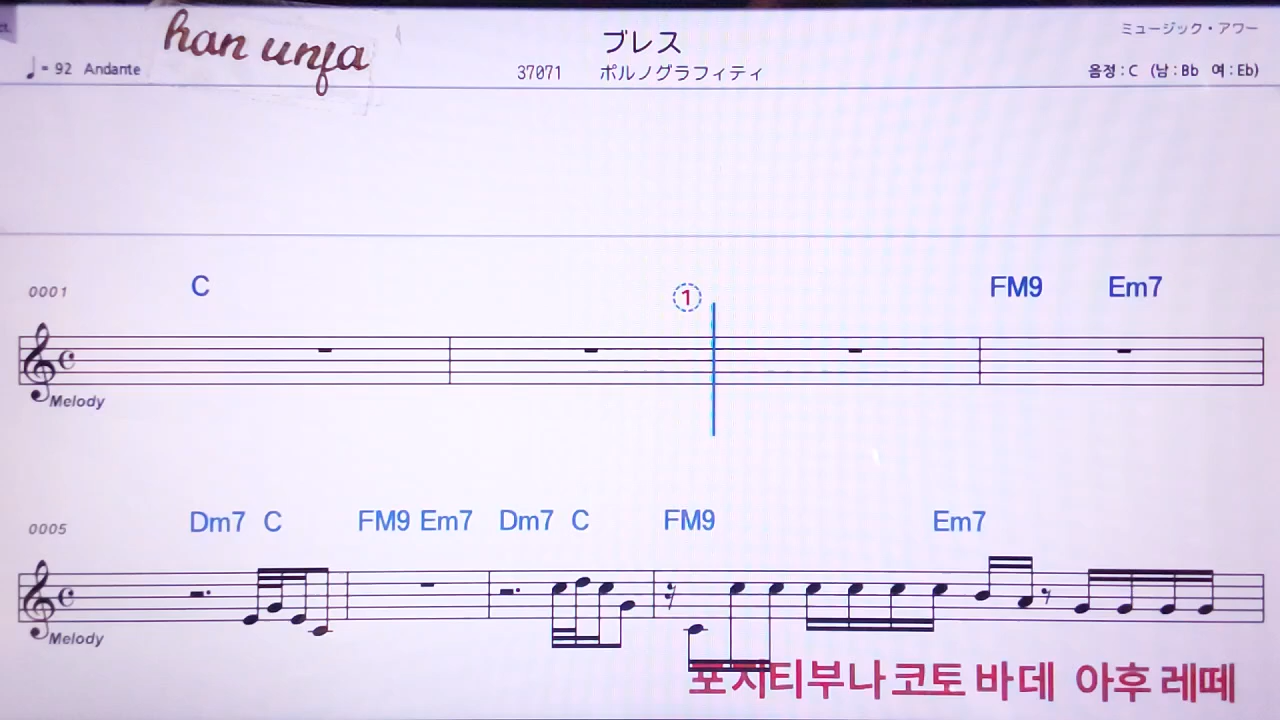 han unfa
ブレス
ミュージック・アワー
♩= 92 Andante
37071 ポルノグラフィティ
음정 : C (남 : Bb 여 : Eb)
0001 C ① FM9 Em7
Melody
0005 Dm7 C FM9 Em7 Dm7 C FM9 Em7
Melody
포지티부나 코토 바데 아후 레떼